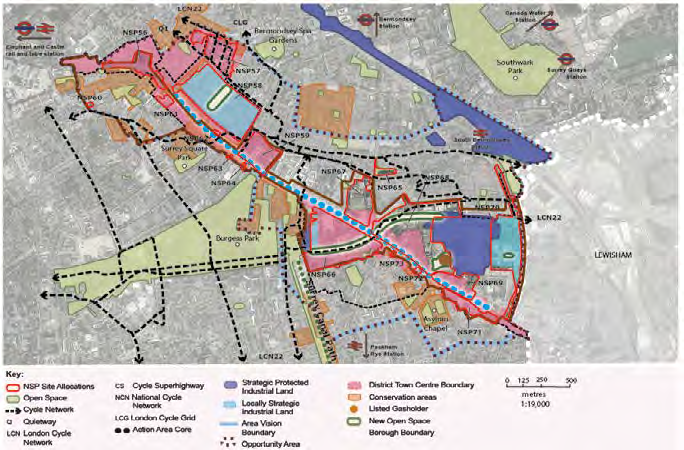 LCN23
CLG
Q1
NSP56
Bermondsey Spa
Gardens
Bermondsey
Station
Canada Water
Station
Elephant and Castle
rail and tube station
Southwark
Park
Surrey Quays
Station
NSP57
NSP58
NSP60
NSP61
NSP59
South Bermondsey
Surrey Square
Park
NSP63
NSP64
NSP67
NSP65
NSP68
NSP70
LCN22
Burgess Park
LEWISHAM
NSP66
NSP73
NSP72
NSP69
Surrey Canal Path
Asylum
Chapel
NSP71
LCN22
Peckham
Rye Station
Key:
NSP Site Allocations
Open Space
Cycle Network
Q Quietway
LCN London Cycle
Network
CS Cycle Superhighway
NCN National Cycle
Network
LCG London Cycle Grid
Action Area Core
Strategic Protected
Industrial Land
Locally Strategic
Industrial Land
Area Vision
Boundary
Opportunity Area
District Town Centre Boundary
Conservation areas
Listed Gasholder
New Open Space
Borough Boundary
0 125 250 500
metres
1:19,000